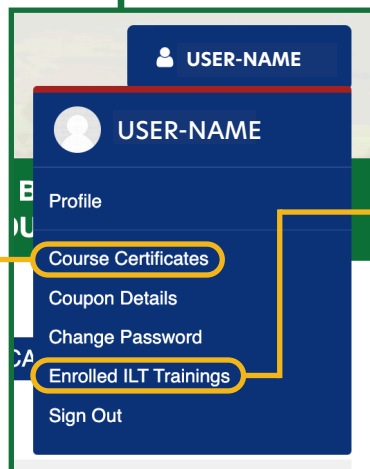 USER-NAME
USER-NAME
Profile
Course Certificates
Coupon Details
Change Password
Enrolled ILT Trainings
Sign Out